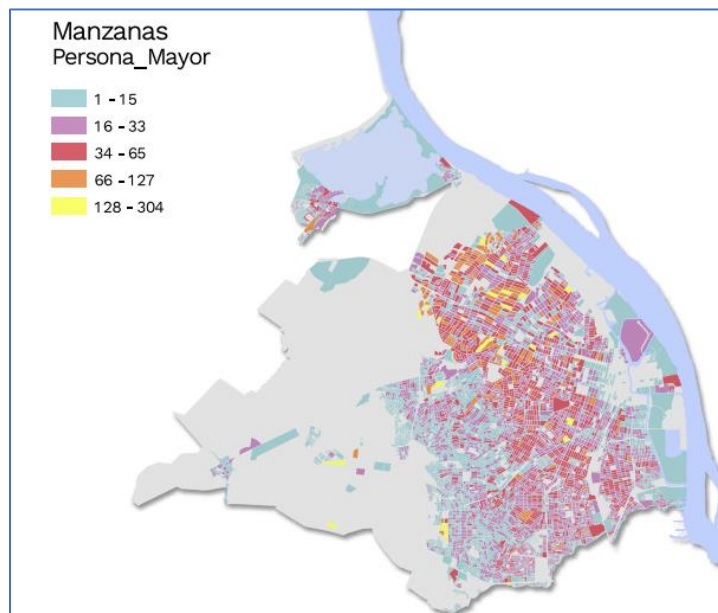 Manzanas
Persona_Mayor
1 - 15
16 - 33
34 - 65
66 - 127
128 - 304